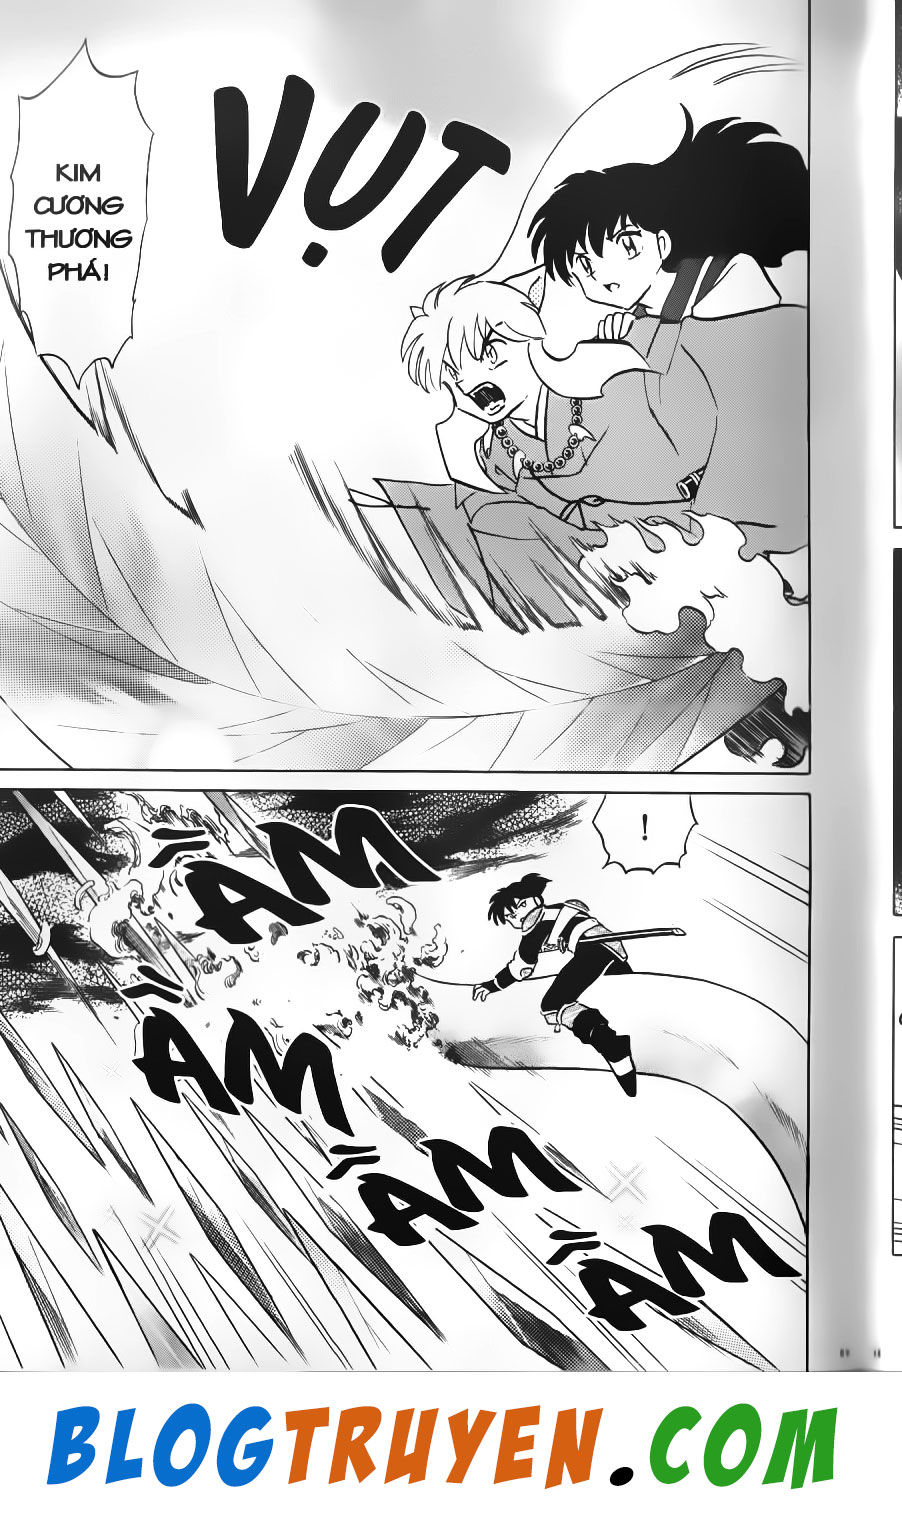 KIM
CƯƠNG
THƯƠNG
PHÁ!
VỤT
!
ẦM
ẦM
ẦM
ẦM
BLOGTRUYEN.COM